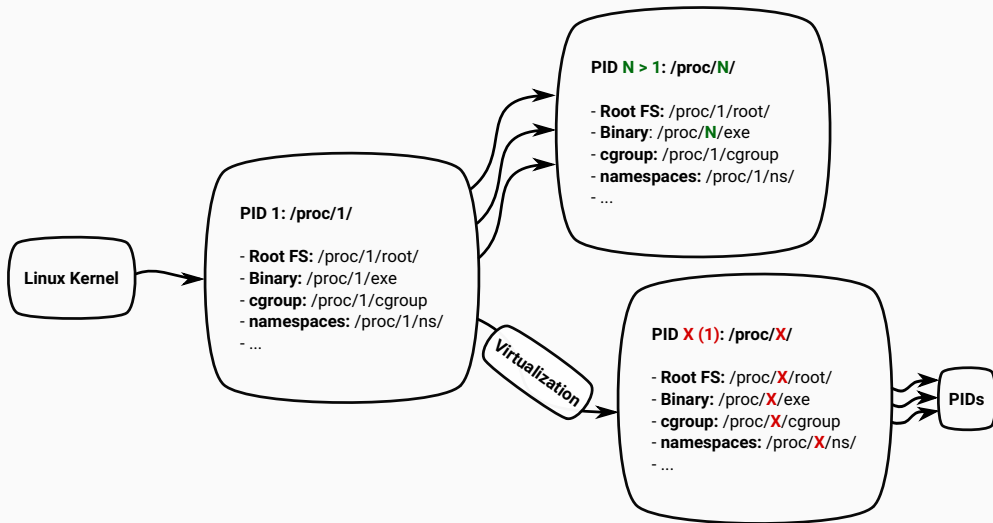 Linux Kernel
PID 1: /proc/1/
- Root FS: /proc/1/root/
- Binary: /proc/1/exe
- cgroup: /proc/1/cgroup
- namespaces: /proc/1/ns/
- ...
PID N > 1: /proc/N/
- Root FS: /proc/1/root/
- Binary: /proc/N/exe
- cgroup: /proc/1/cgroup
- namespaces: /proc/1/ns/
- ...
Virtualization
PID X (1): /proc/X/
- Root FS: /proc/X/root/
- Binary: /proc/X/exe
- cgroup: /proc/X/cgroup
- namespaces: /proc/X/ns/
- ...
PIDs